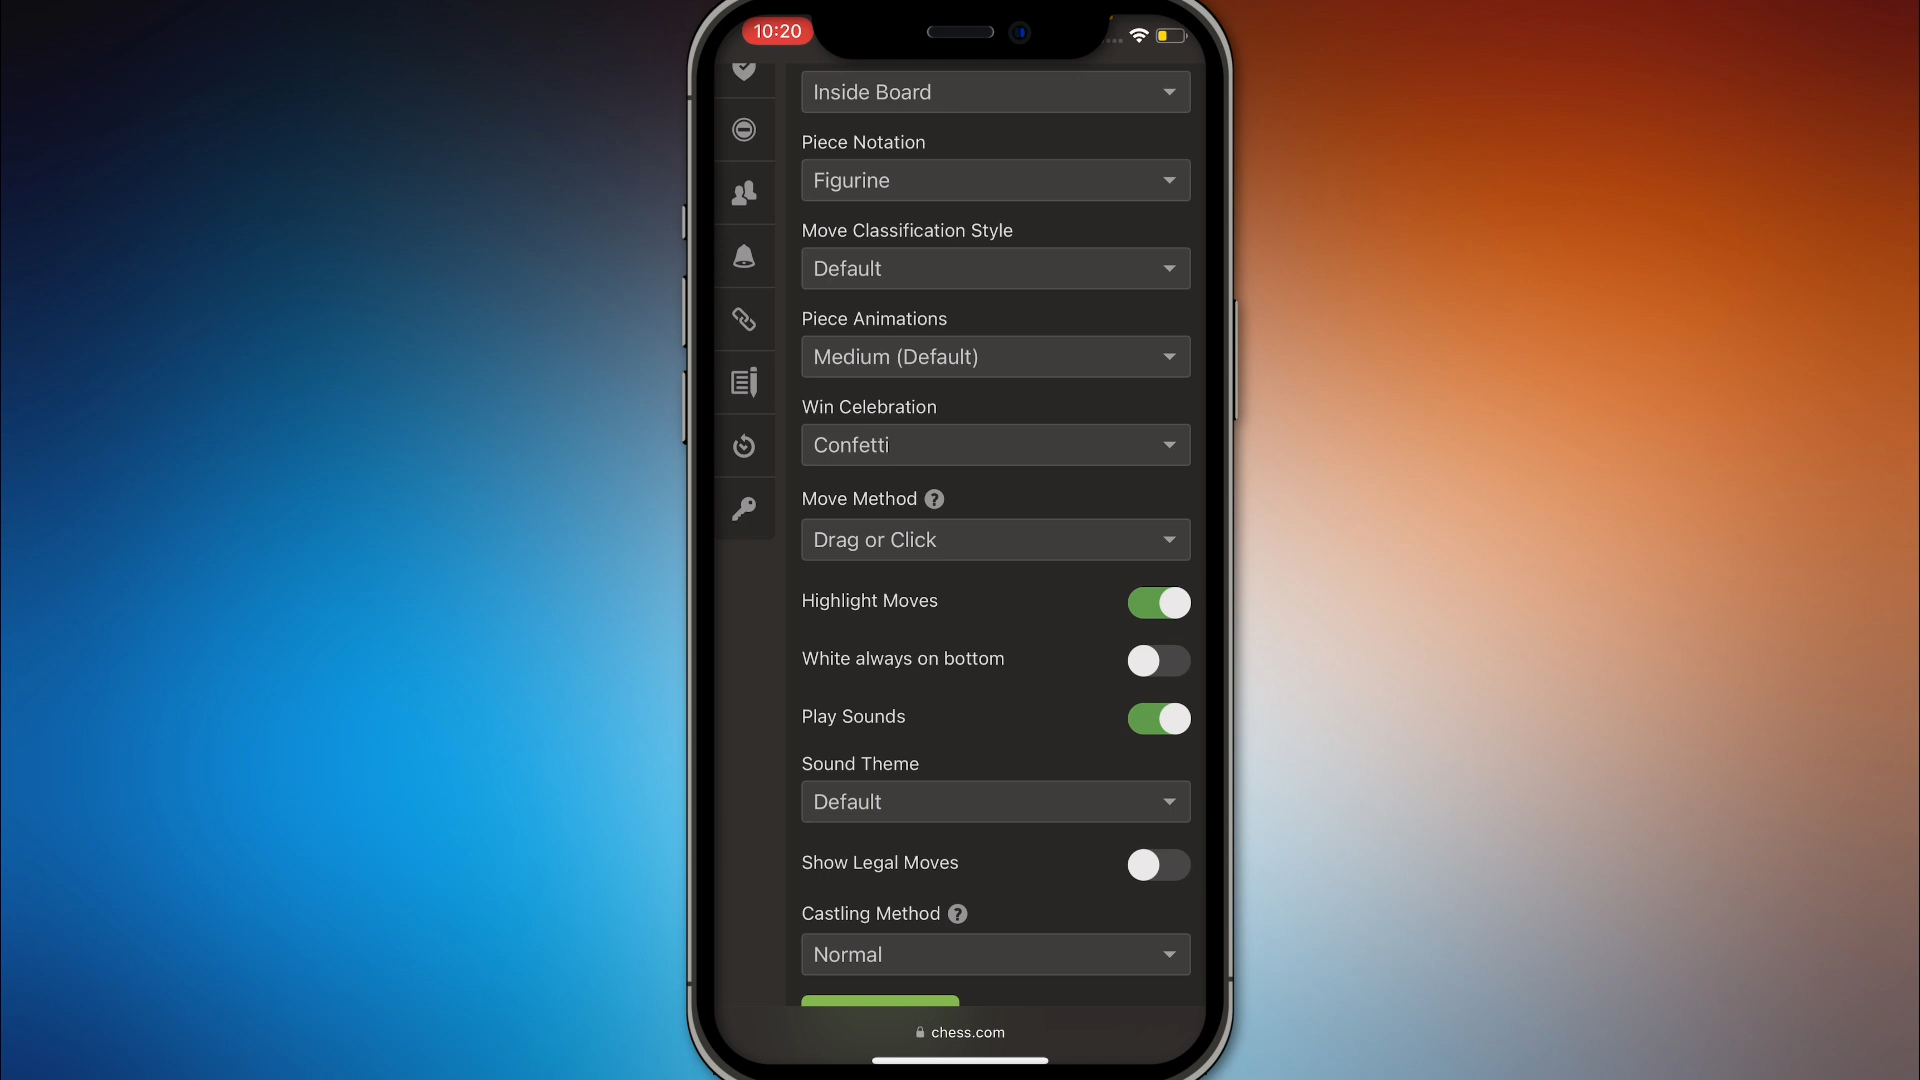 10:20
Inside Board
Piece Notation
Figurine
Move Classification Style
Default
Piece Animations
Medium (Default)
Win Celebration
Confetti
Move Method ?
Drag or Click
Highlight Moves
White always on bottom
Play Sounds
Sound Theme
Default
Show Legal Moves
Castling Method ?
Normal
chess.com